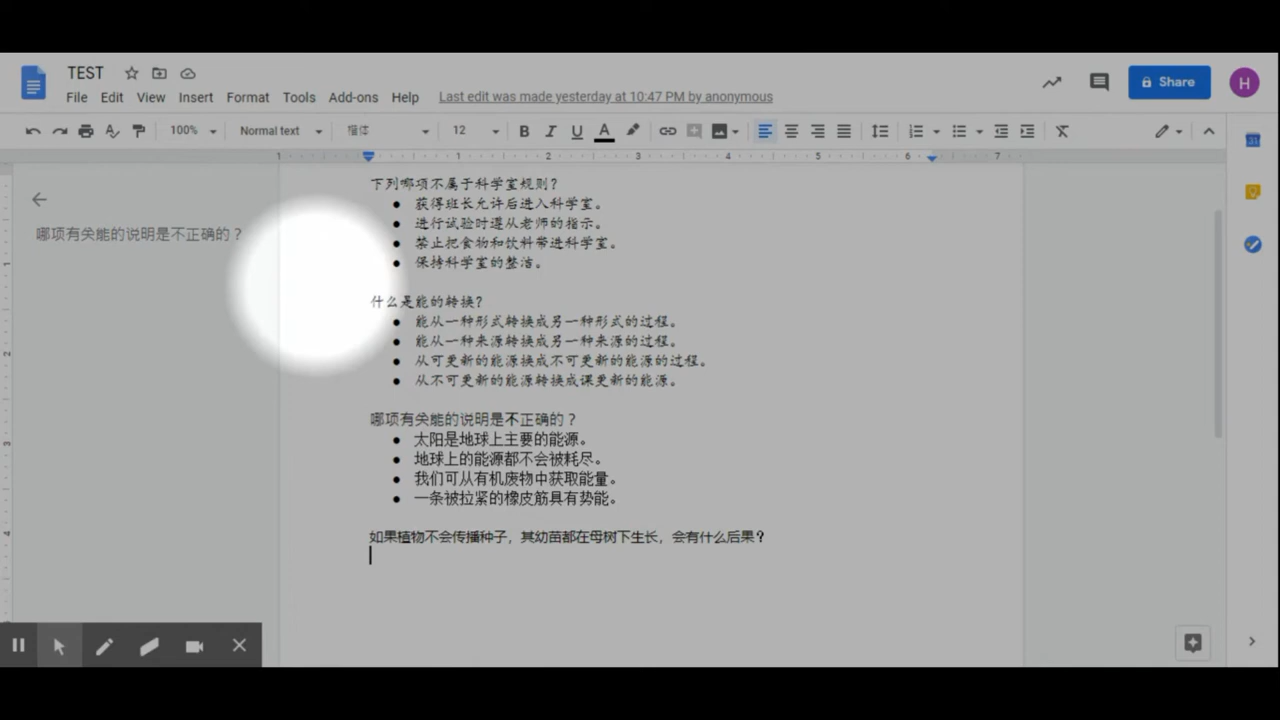 TEST
File Edit View Insert Format Tools Add-ons Help Last edit was made yesterday at 10:47 PM by anonymous
Share
H
100% Normal text 楷体 12 B I U A
1 1 2 3 4 5 6 7
31
哪项有关能的说明是不正确的？
下列哪项不属于科学室规则？
● 获得班长允许后进入科学室。
● 进行试验时遵从老师的指示。
● 禁止把食物和饮料带进科学室。
● 保持科学室的整洁。
什么是能的转换？
● 能从一种形式转换成另一种形式的过程。
● 能从一种来源转换成另一种来源的过程。
● 从可更新的能源换成不可更新的能源的过程。
● 从不可更新的能源转换成课更新的能源。
哪项有关能的说明是不正确的？
● 太阳是地球上主要的能源。
● 地球上的能源都不会被耗尽。
● 我们可从有机废物中获取能量。
● 一条被拉紧的橡皮筋具有势能。
如果植物不会传播种子，其幼苗都在母树下生长，会有什么后果？
1
2
3
4